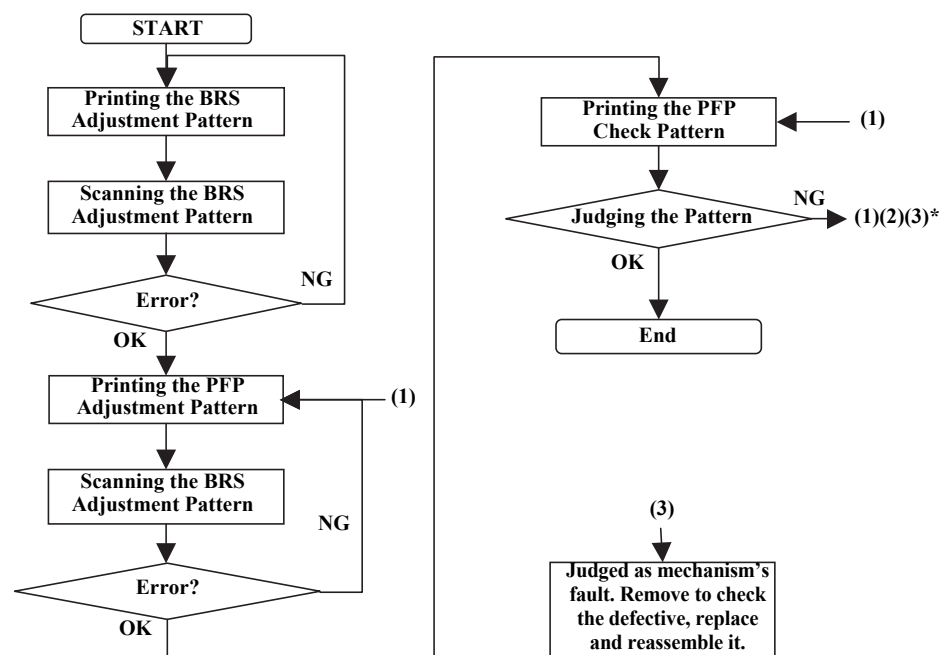 START
Printing the BRS
Adjustment Pattern
Scanning the BRS
Adjustment Pattern
NG
Error?
OK
Printing the PFP
Adjustment Pattern
(1)
Scanning the BRS
Adjustment Pattern
NG
Error?
OK
Printing the PFP
Check Pattern
(1)
NG
Judging the Pattern
(1)(2)(3)*
OK
End
(3)
Judged as mechanism's
fault. Remove to check
the defective, replace
and reassemble it.